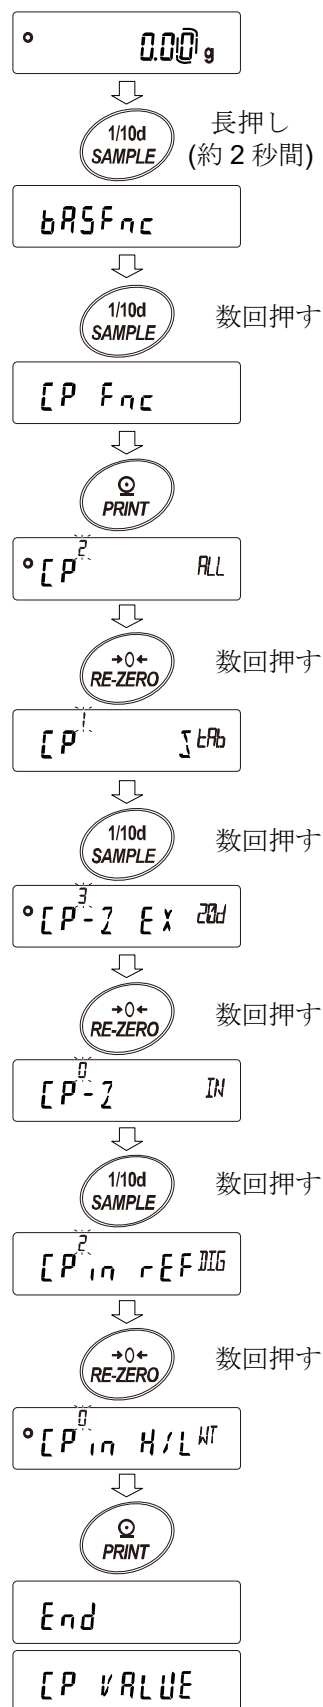 0.00 g
1/10d
SAMPLE
長押し
(約 2 秒間)
bASFnc
1/10d
SAMPLE
数回押す
CP Fnc
PRINT
2
CP ALL
→0←
RE-ZERO
数回押す
1
CP StAb
1/10d
SAMPLE
数回押す
3
CP-Z EX 20d
→0←
RE-ZERO
数回押す
0
CP-Z IN
1/10d
SAMPLE
数回押す
2
CP in rEF DIG
→0←
RE-ZERO
数回押す
0
CP in H/L WT
PRINT
End
CP VALUE